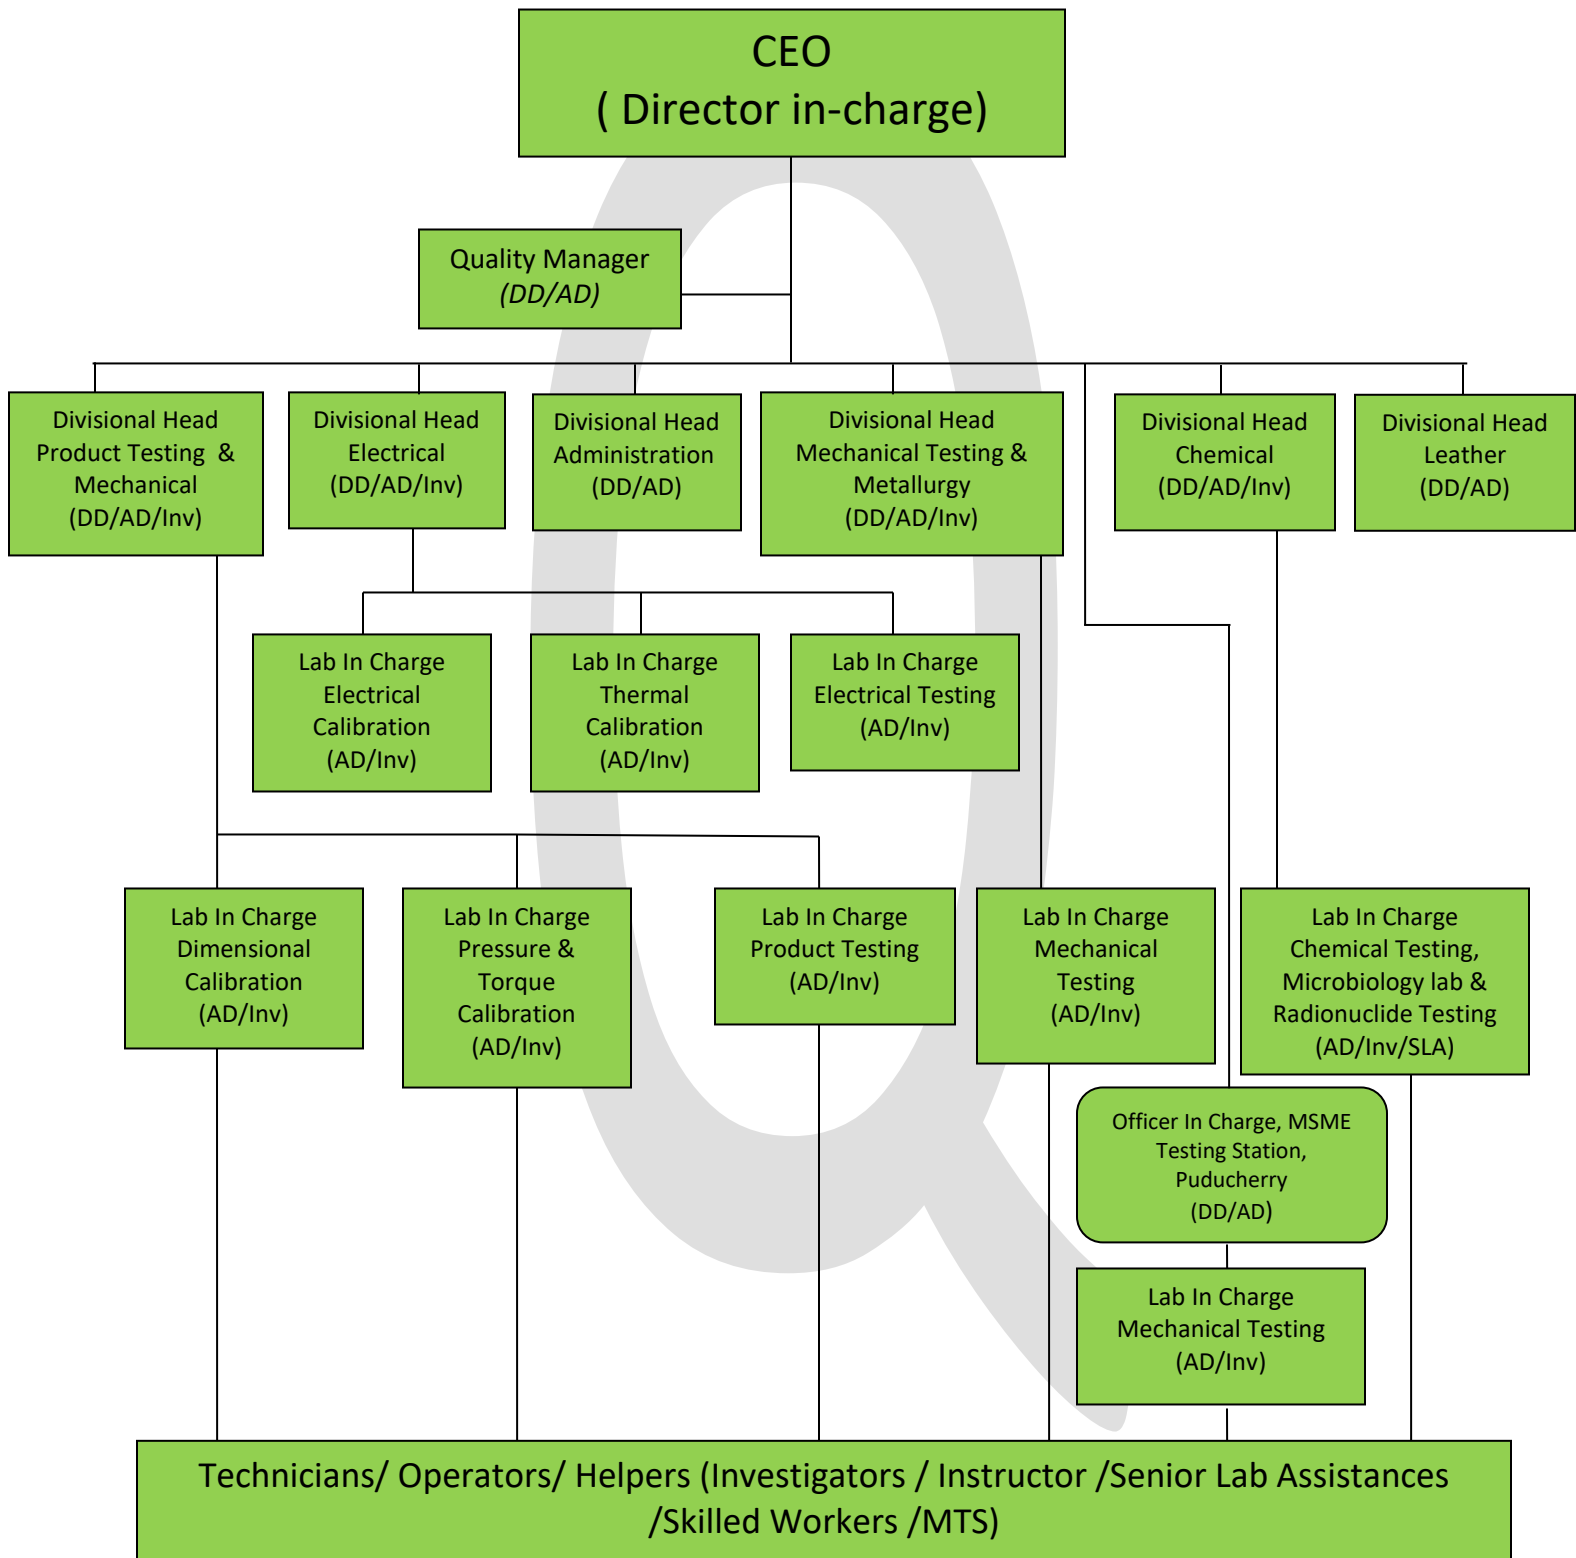 CEO
( Director in-charge)
Quality Manager
(DD/AD)
Divisional Head
Product Testing &
Mechanical
(DD/AD/Inv)
Divisional Head
Electrical
(DD/AD/Inv)
Divisional Head
Administration
(DD/AD)
Divisional Head
Mechanical Testing &
Metallurgy
(DD/AD/Inv)
Divisional Head
Chemical
(DD/AD/Inv)
Divisional Head
Leather
(DD/AD)
Lab In Charge
Electrical
Calibration
(AD/Inv)
Lab In Charge
Thermal
Calibration
(AD/Inv)
Lab In Charge
Electrical Testing
(AD/Inv)
Lab In Charge
Dimensional
Calibration
(AD/Inv)
Lab In Charge
Pressure &
Torque
Calibration
(AD/Inv)
Lab In Charge
Product Testing
(AD/Inv)
Lab In Charge
Mechanical
Testing
(AD/Inv)
Lab In Charge
Chemical Testing,
Microbiology lab &
Radionuclide Testing
(AD/Inv/SLA)
Officer In Charge, MSME
Testing Station,
Puducherry
(DD/AD)
Lab In Charge
Mechanical Testing
(AD/Inv)
Technicians/ Operators/ Helpers (Investigators / Instructor /Senior Lab Assistances
/Skilled Workers /MTS)